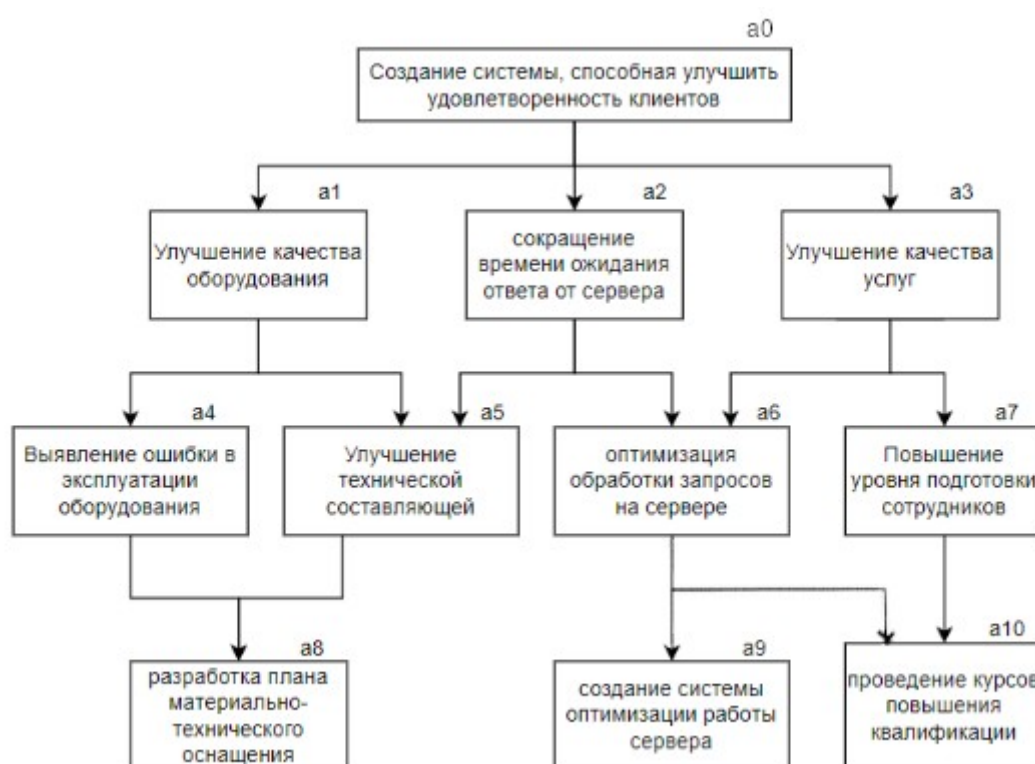 a0
Создание системы, способная улучшить
удовлетворенность клиентов
a1
Улучшение качества
оборудования
a2
сокращение
времени ожидания
ответа от сервера
a3
Улучшение качества
услуг
a4
Выявление ошибки в
эксплуатации
оборудования
a5
Улучшение
технической
составляющей
a6
оптимизация
обработки запросов
на сервере
a7
Повышение
уровня подготовки
сотрудников
a8
разработка плана
материально-
технического
оснащения
a9
создание системы
оптимизации работы
сервера
a10
проведение курсов
повышения
квалификации